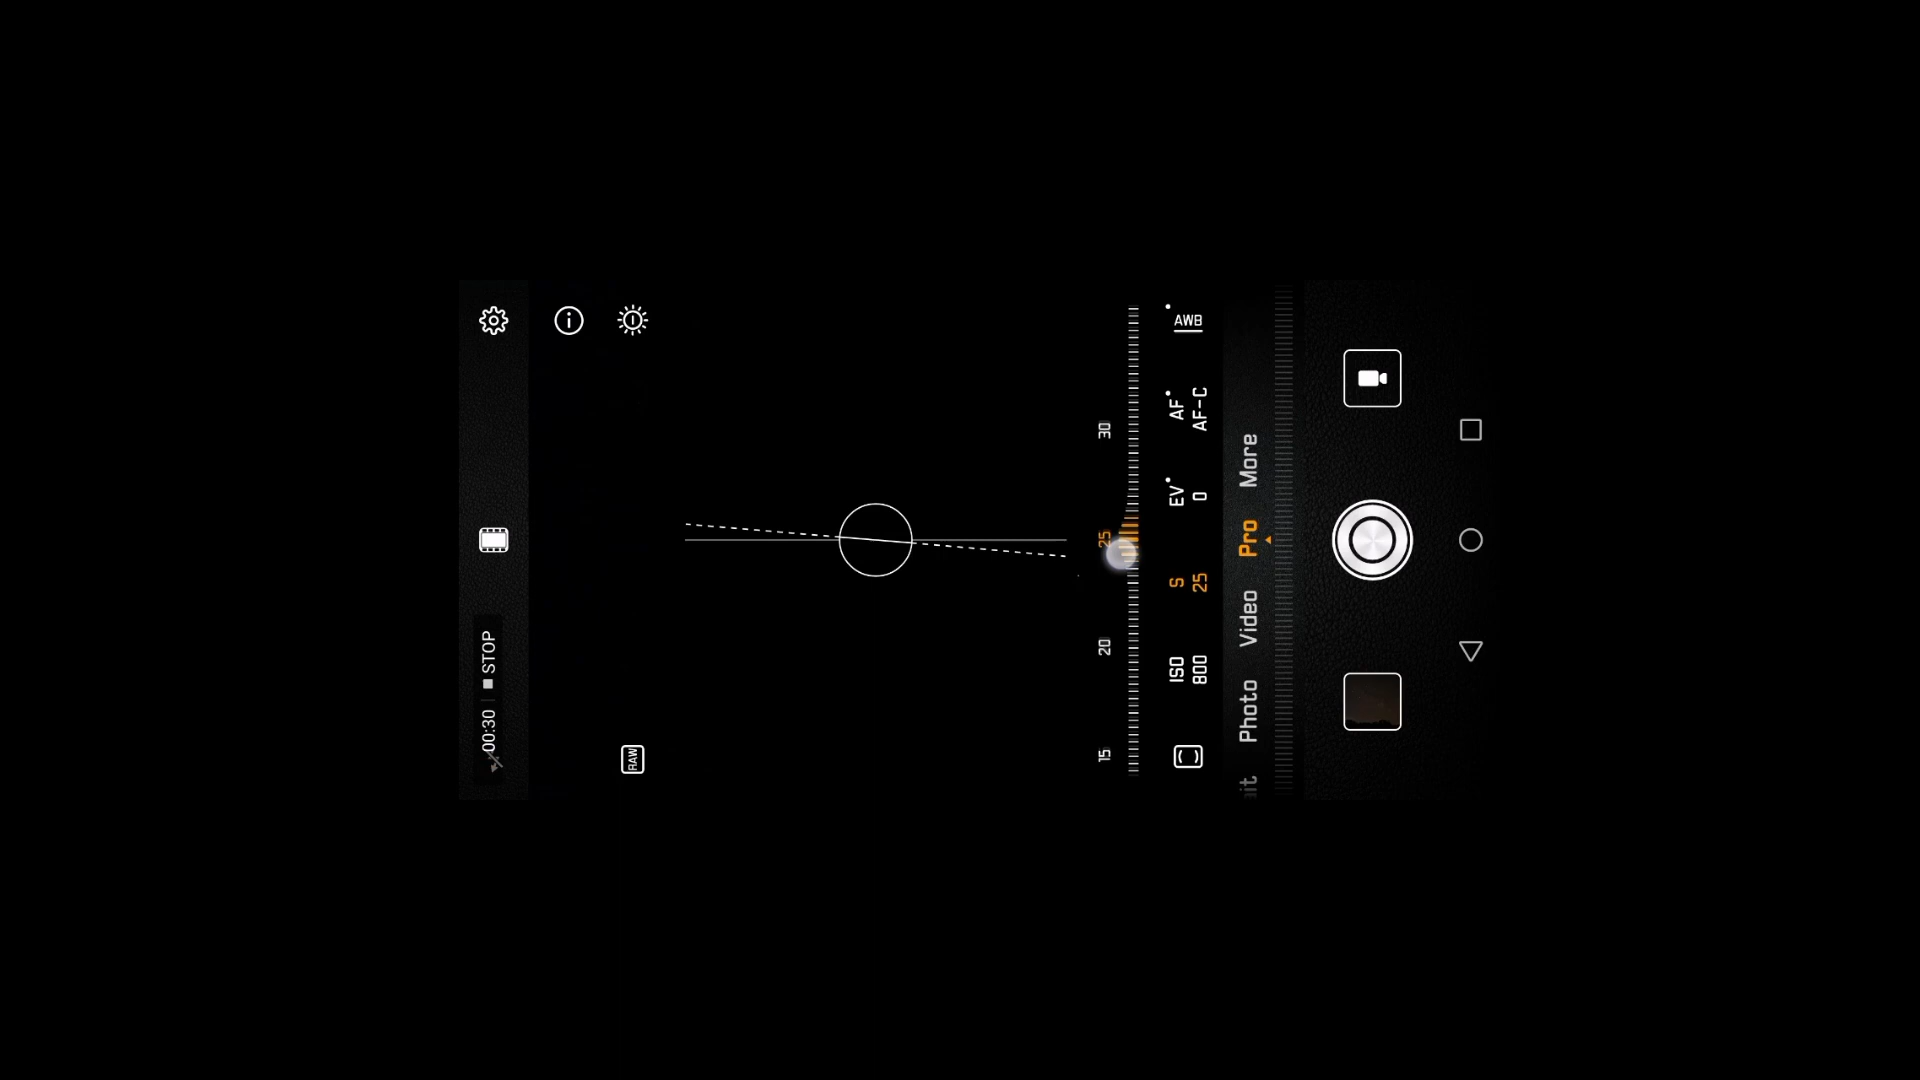 00:30 | STOP
RAW
15 20 25 30
ISO
800
S
25
EV
0
AF
AF-C
AWB
Photo Video Pro More